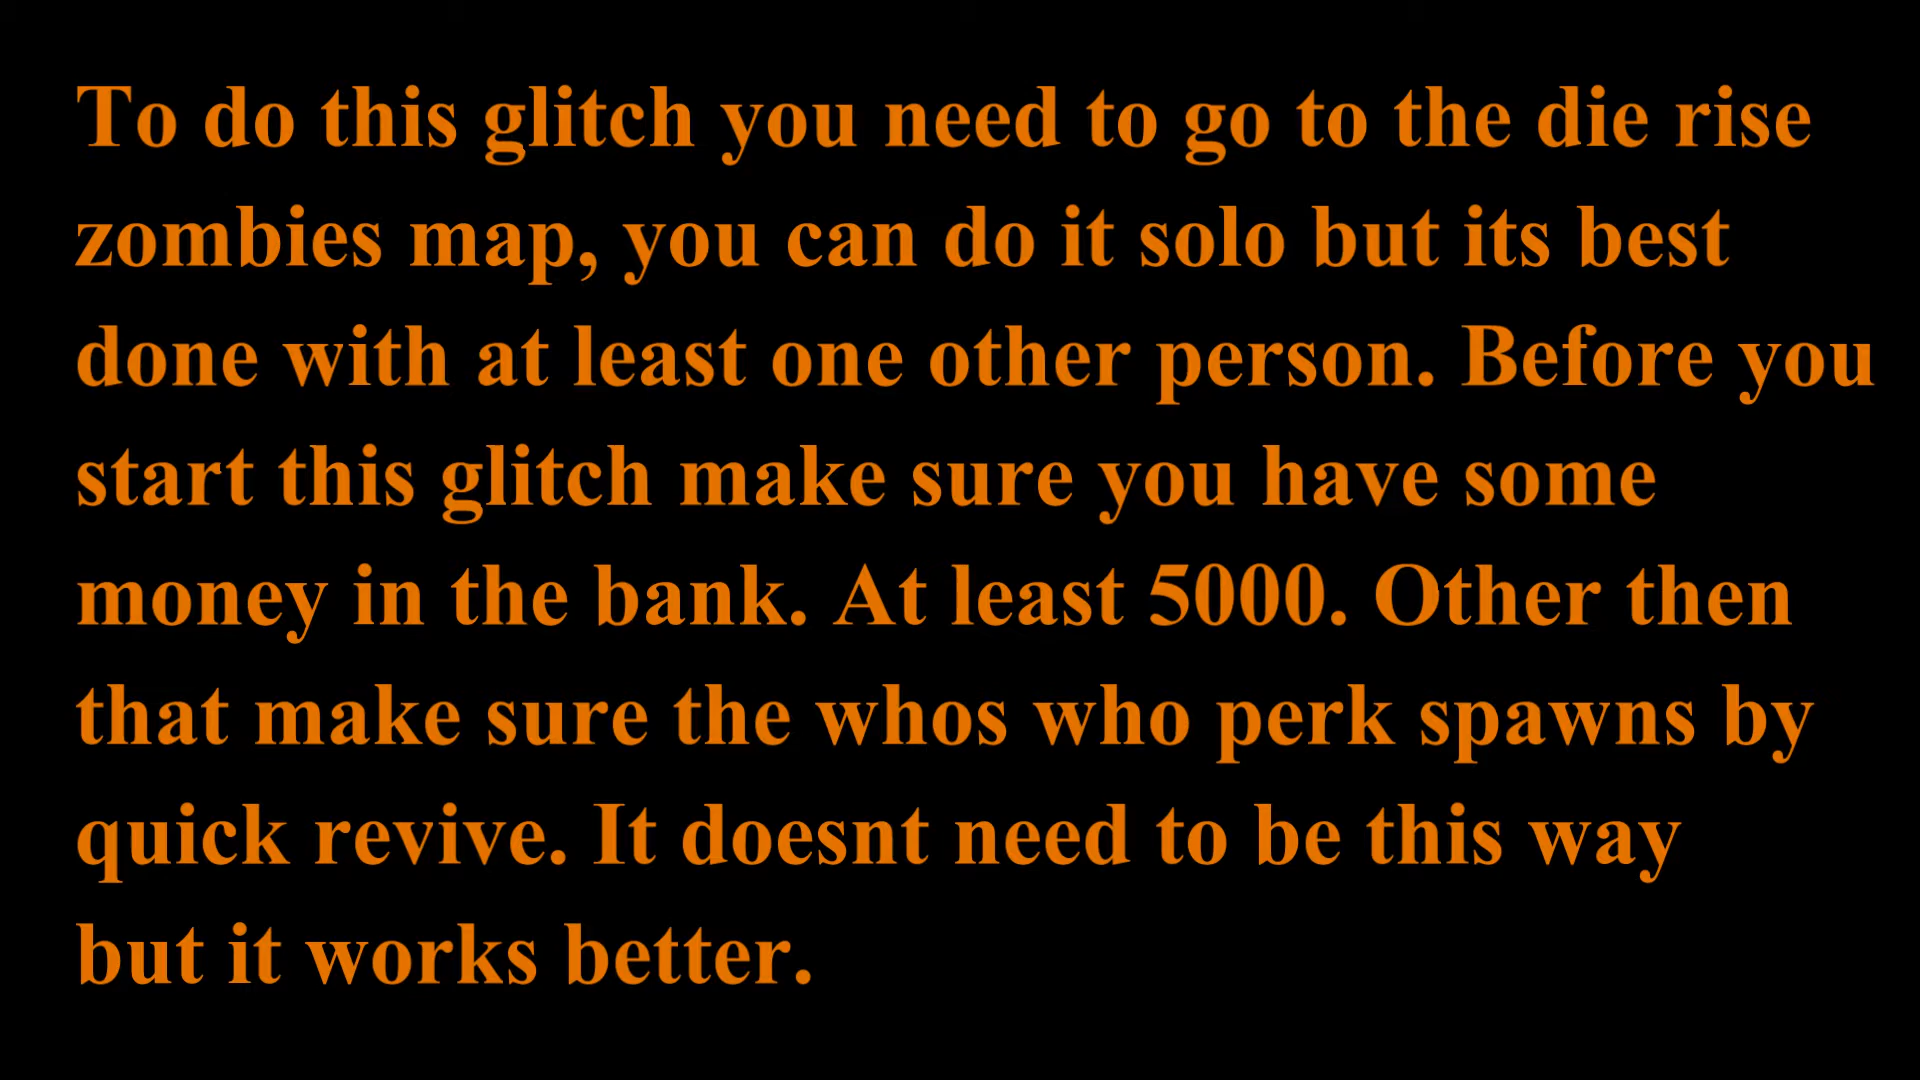 To do this glitch you need to go to the die rise
zombies map, you can do it solo but its best
done with at least one other person. Before you
start this glitch make sure you have some
money in the bank. At least 5000. Other then
that make sure the whos who perk spawns by
quick revive. It doesnt need to be this way
but it works better.